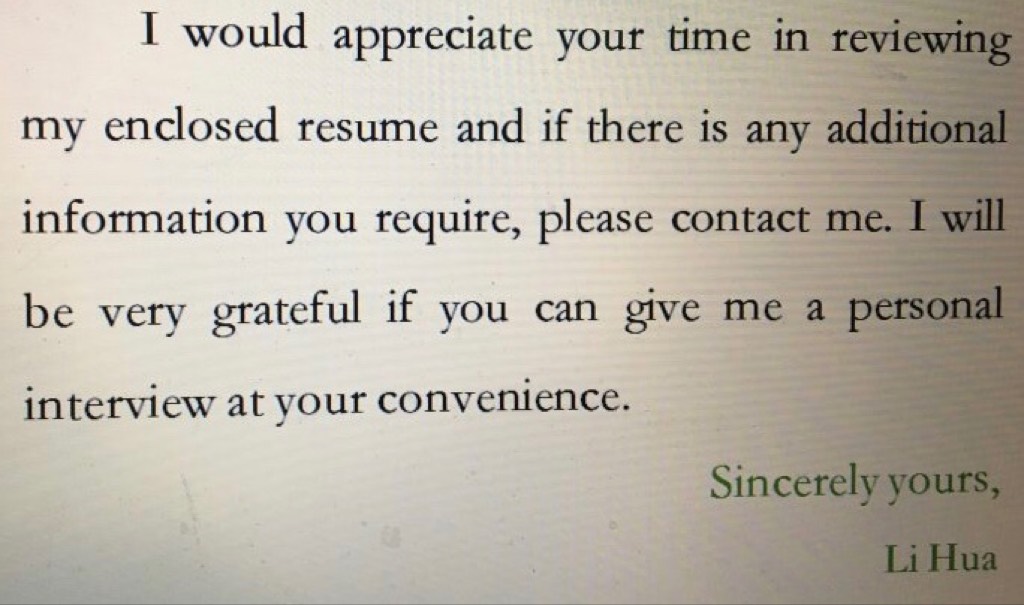 I would appreciate your time in reviewing
my enclosed resume and if there is any additional
information you require, please contact me. I will
be very grateful if you can give me a personal
interview at your convenience.
Sincerely yours,
Li Hua